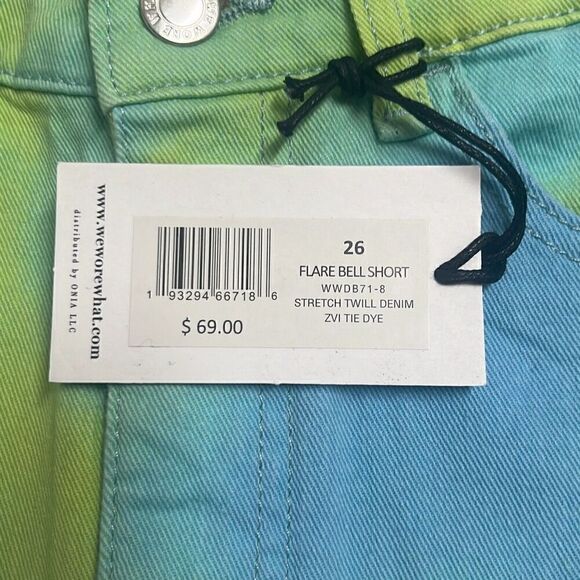 WORE
www.weworewhat.com
distributed by ONIA LLC
1 93294 66718 6
$ 69.00
26
FLARE BELL SHORT
WWDB71-8
STRETCH TWILL DENIM
ZVI TIE DYE